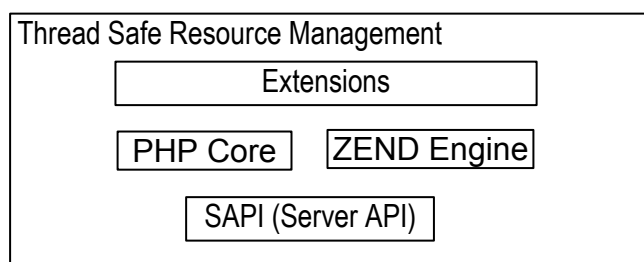 Thread Safe Resource Management
Extensions
PHP Core ZEND Engine
SAPI (Server API)